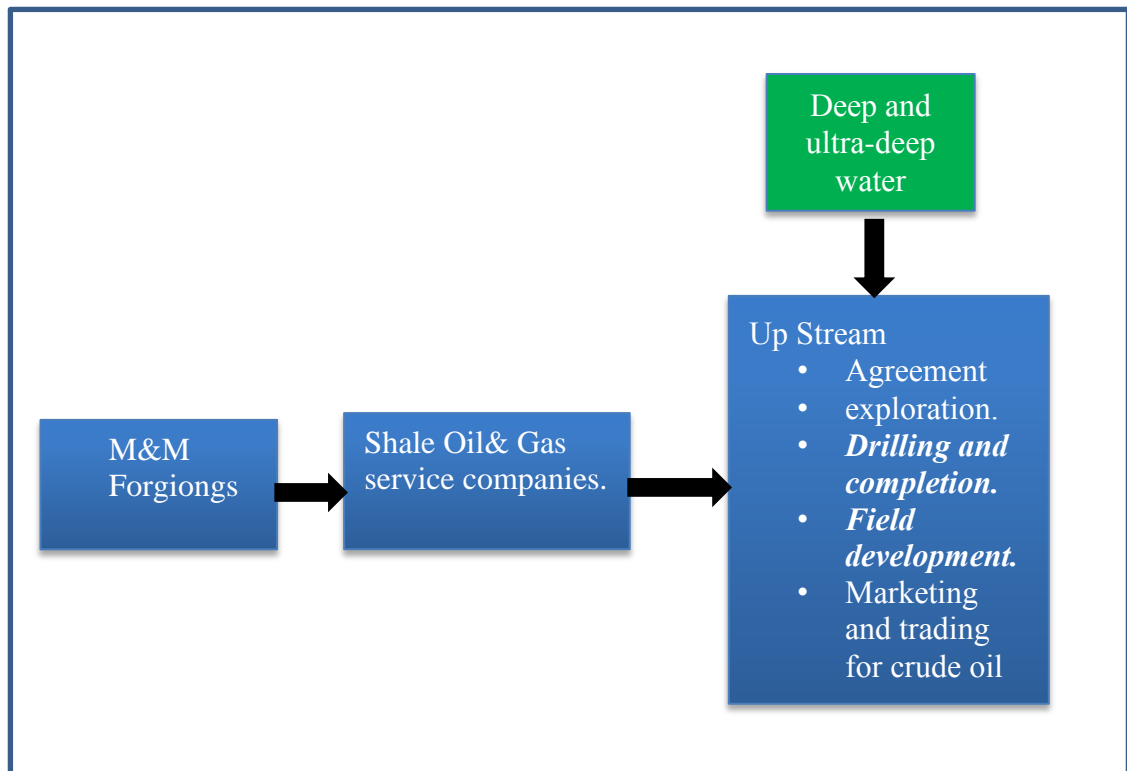 Deep and
ultra-deep
water
M&M
Forgiongs
Shale Oil& Gas
service companies.
Up Stream
• Agreement
• exploration.
• Drilling and
completion.
• Field
development.
• Marketing
and trading
for crude oil